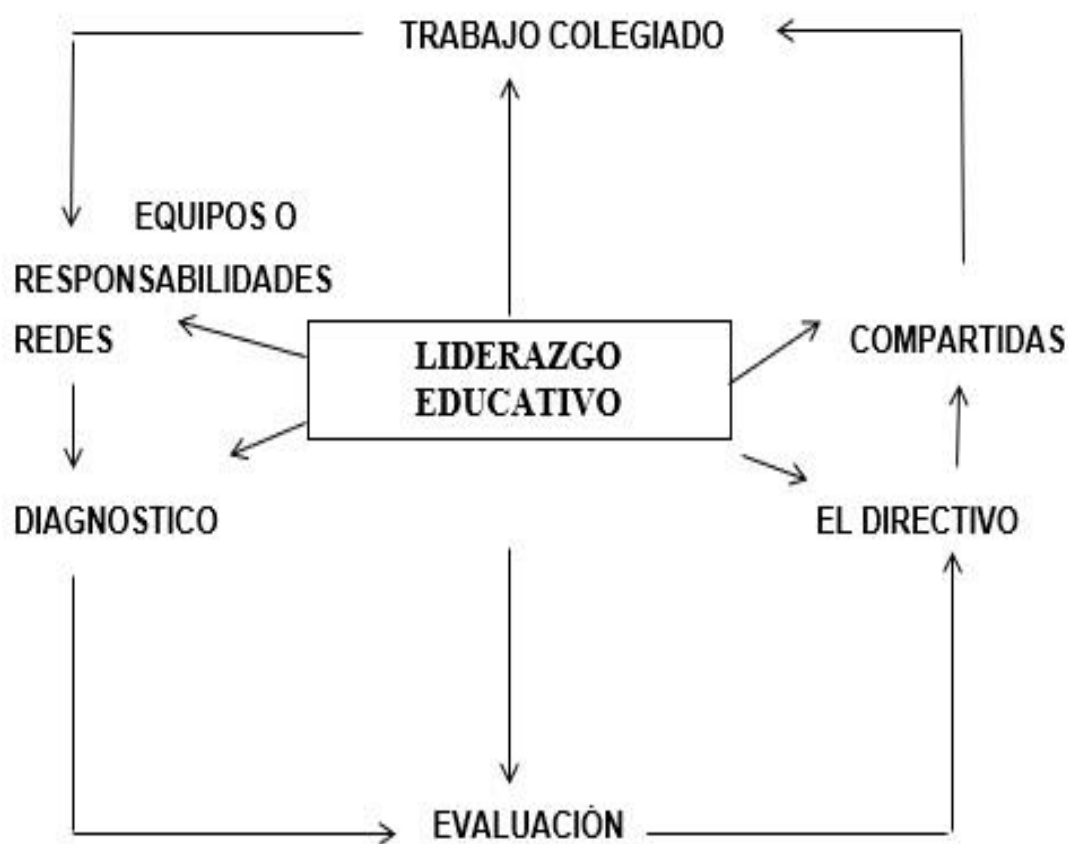 TRABAJO COLEGIADO
EQUIPOS O
RESPONSABILIDADES
REDES
LIDERAZGO
EDUCATIVO
COMPARTIDAS
DIAGNOSTICO
EL DIRECTIVO
EVALUACIÓN